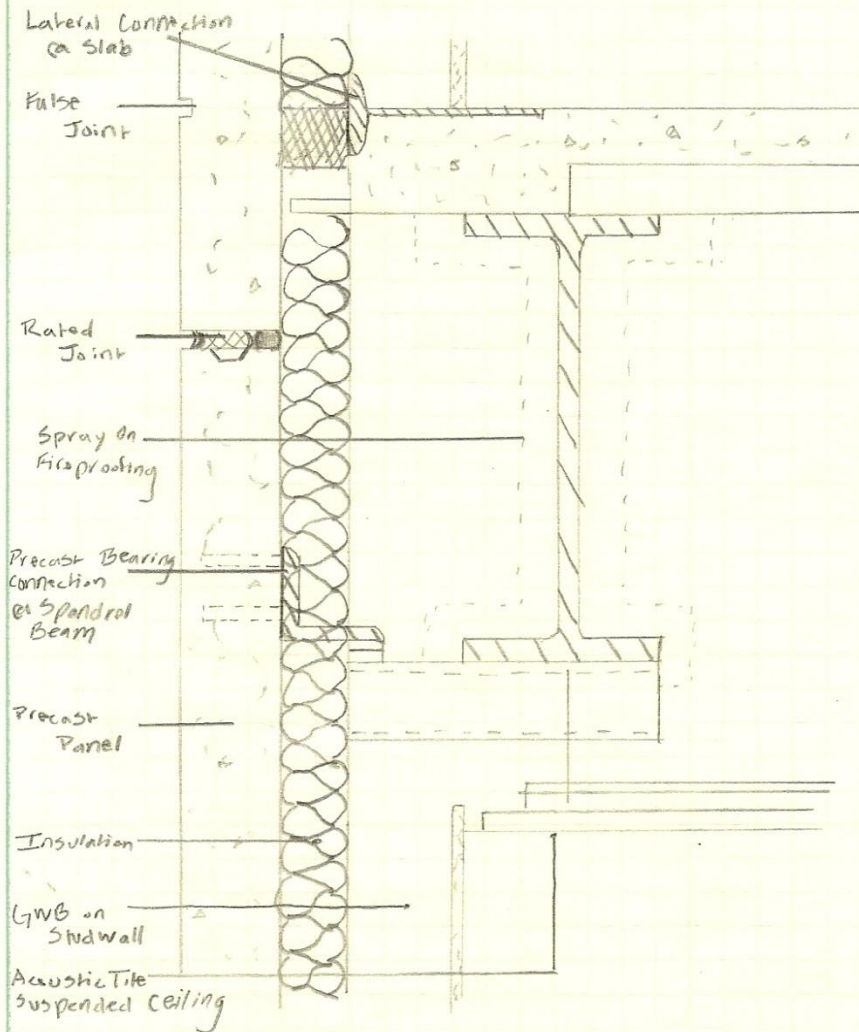 Lateral Connection
@ Slab
False
Joint
Rated
Joint
Spray On
Fireproofing
Precast Bearing
Connection
@ Spandrel
Beam
Precast
Panel
Insulation
GWB on
Studwall
Acoustic Tile
Suspended Ceiling